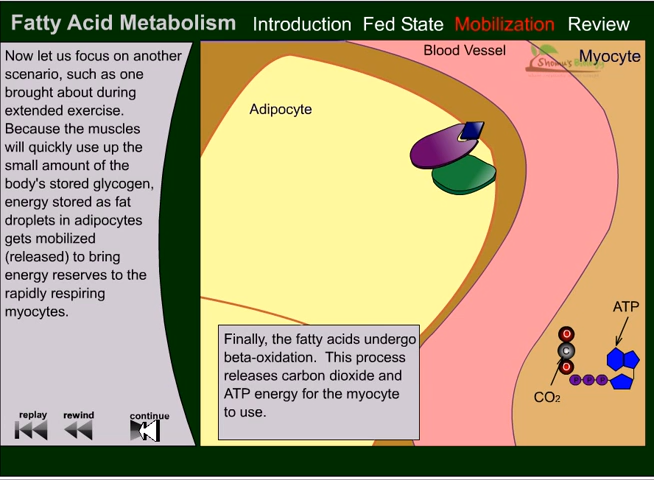 Fatty Acid Metabolism Introduction Fed State Mobilization Review
Now let us focus on another
scenario, such as one
brought about during
extended exercise.
Because the muscles
will quickly use up the
small amount of the
body's stored glycogen,
energy stored as fat
droplets in adipocytes
gets mobilized
(released) to bring
energy reserves to the
rapidly respiring
myocytes.
replay rewind continue
Blood Vessel
Shomu's Biology
Myocyte
Adipocyte
Finally, the fatty acids undergo
beta-oxidation. This process
releases carbon dioxide and
ATP energy for the myocyte
to use.
ATP
O
C
O
P P P
CO2